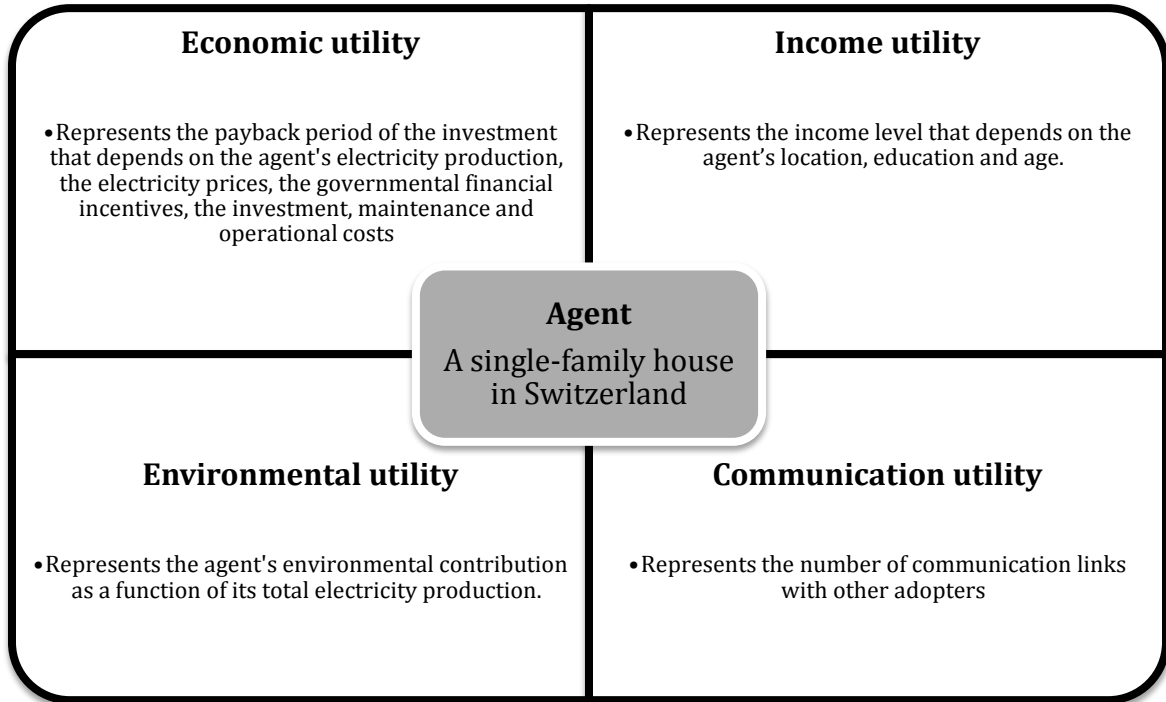 Economic utility
•Represents the payback period of the investment
that depends on the agent's electricity production,
the electricity prices, the governmental financial
incentives, the investment, maintenance and
operational costs
Income utility
•Represents the income level that depends on the
agent’s location, education and age.
Agent
A single-family house
in Switzerland
Environmental utility
•Represents the agent's environmental contribution
as a function of its total electricity production.
Communication utility
•Represents the number of communication links
with other adopters